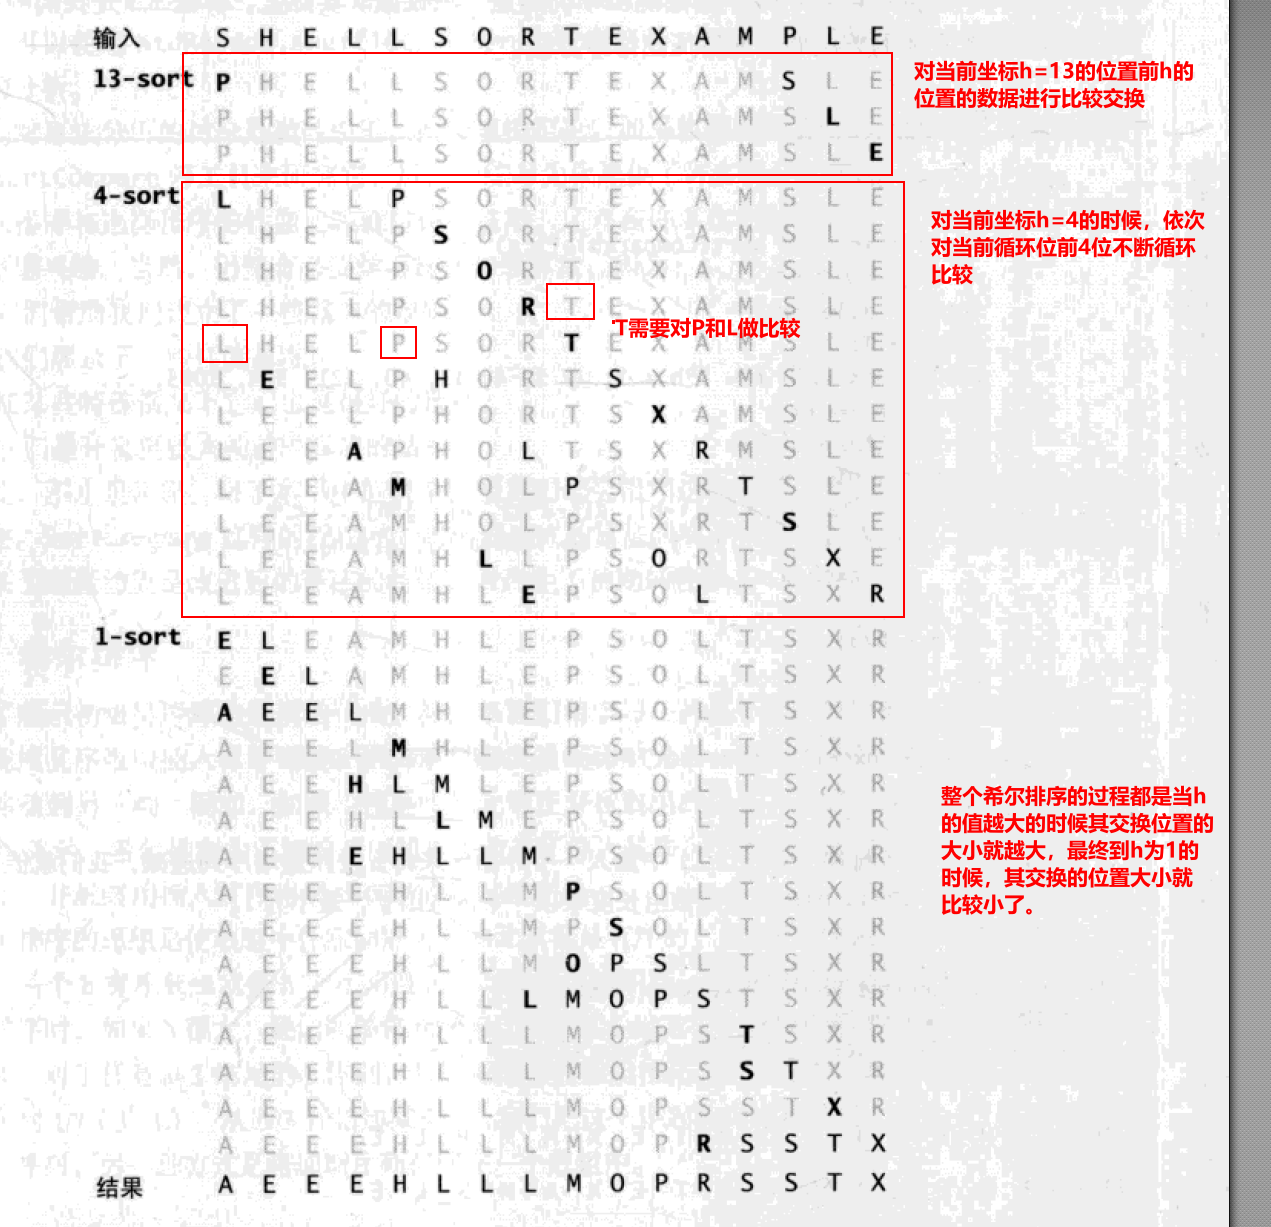 输入 S H E L L S O R T E X A M P L E
13-sort P H E L L S O R T E X A M S L E
P H E L L S O R T E X A M S L E
P H E L L S O R T E X A M S L E
对当前坐标h=13的位置前h的
位置的数据进行比较交换
4-sort L H E L P S O R T E X A M S L E
L H E L P S O R T E X A M S L E
L H E L P S O R T E X A M S L E
L H E L P S O R T E X A M S L E
L H E L P S O R T E X A M S L E
L E E L P H O R T S X A M S L E
L E E L P H O R T S X A M S L E
L E E A P H O L T S X R M S L E
L E E A M H O L P S X R T S L E
L E E A M H O L P S X R T S L E
L E E A M H L L P S O R T S X E
L E E A M H L E P S O L T S X R
对当前坐标h=4的时候，依次
对当前循环位前4位不断循环
比较
T需要对P和L做比较
1-sort E L E A M H L E P S O L T S X R
E E L A M H L E P S O L T S X R
A E E L M H L E P S O L T S X R
A E E L M H L E P S O L T S X R
A E E H L M L E P S O L T S X R
A E E H L L M E P S O L T S X R
A E E E H L L M P S O L T S X R
A E E E H L L M P S O L T S X R
A E E E H L L M P S O L T S X R
A E E E H L L M O P S L T S X R
A E E E H L L L M O P S T S X R
A E E E H L L L M O P S T S X R
A E E E H L L L M O P S S T X R
A E E E H L L L M O P S S T X R
A E E E H L L L M O P R S S T X
结果 A E E E H L L L M O P R S S T X
整个希尔排序的过程都是当h
的值越大的时候其交换位置的
大小就越大，最终到h为1的
时候，其交换的位置大小就
比较小了。